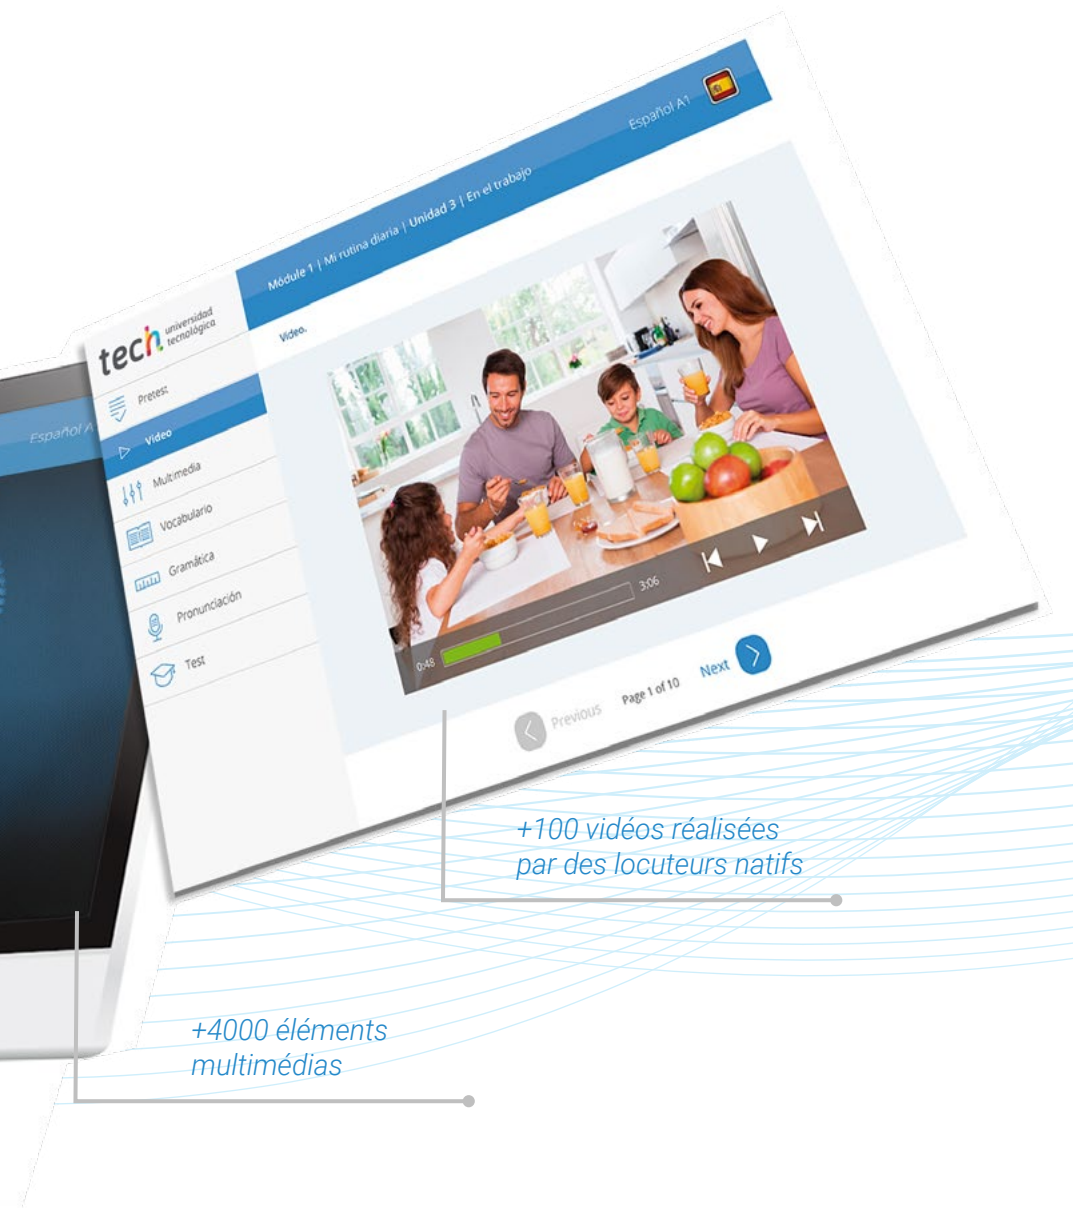 Español A1
Módule 1 | Mi rutina diaria | Unidad 3 | En el trabajo
tech universidad
tecnológica
Video.
Pretest
Video
Multimedia
Vocabulario
Gramática
Pronunciación
Test
Español A
0:48
3:06
Previous
Page 1 of 10
Next
+100 vidéos réalisées
par des locuteurs natifs
+4000 éléments
multimédias